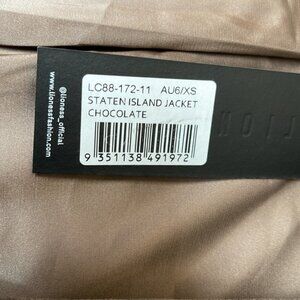 LC88-172-11 AU6/XS
STATEN ISLAND JACKET
CHOCOLATE
9 351138 491972
@lioness_official
www.lionessfashion.com